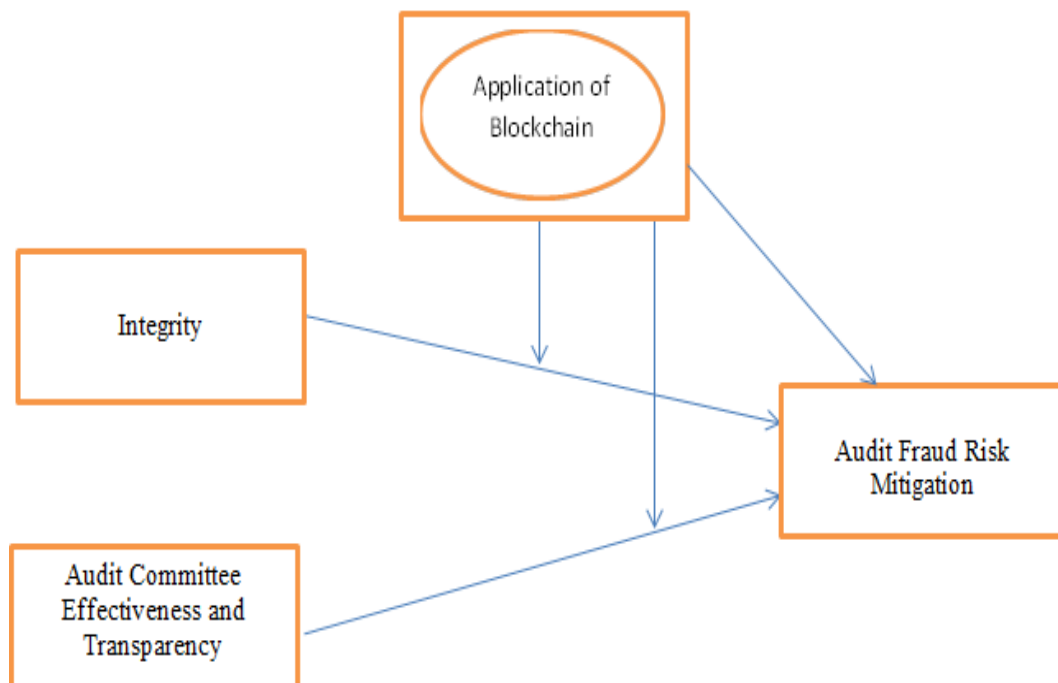 Application of
Blockchain
Integrity
Audit Fraud Risk
Mitigation
Audit Committee
Effectiveness and
Transparency